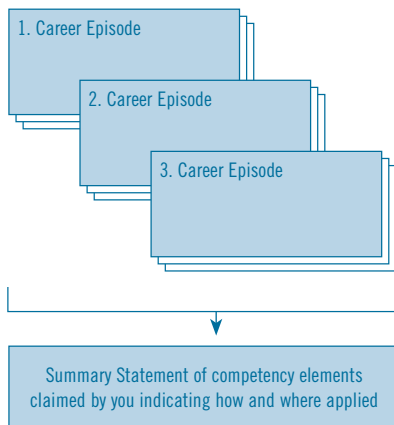 1. Career Episode
2. Career Episode
3. Career Episode
Summary Statement of competency elements
claimed by you indicating how and where applied